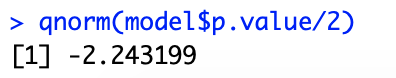 > qnorm(model$p.value/2)
[1] -2.243199